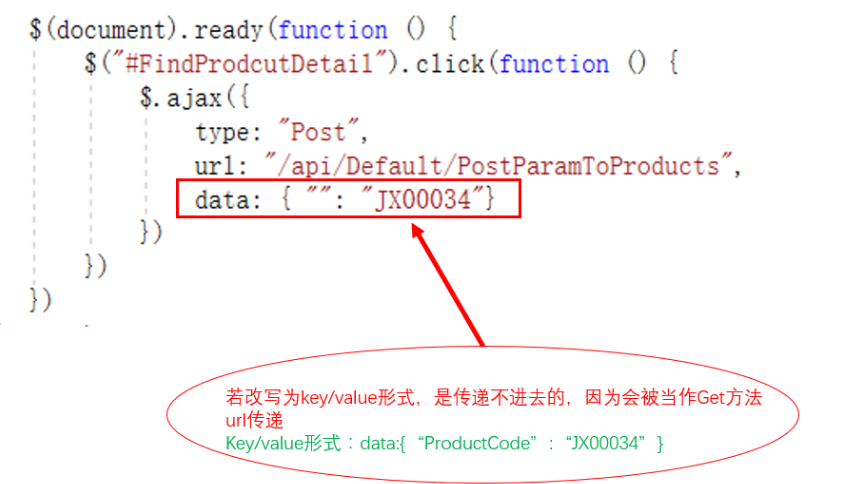 $(document).ready(function () {
$("#FindProdcutDetail").click(function () {
$.ajax({
type: "Post",
url: "/api/Default/PostParamToProducts",
data: { "": "JX00034"}
})
})
})
若改写为key/value形式，是传递不进去的，因为会被当作Get方法
url传递
Key/value形式：data:{ “ProductCode” : “JX00034” }